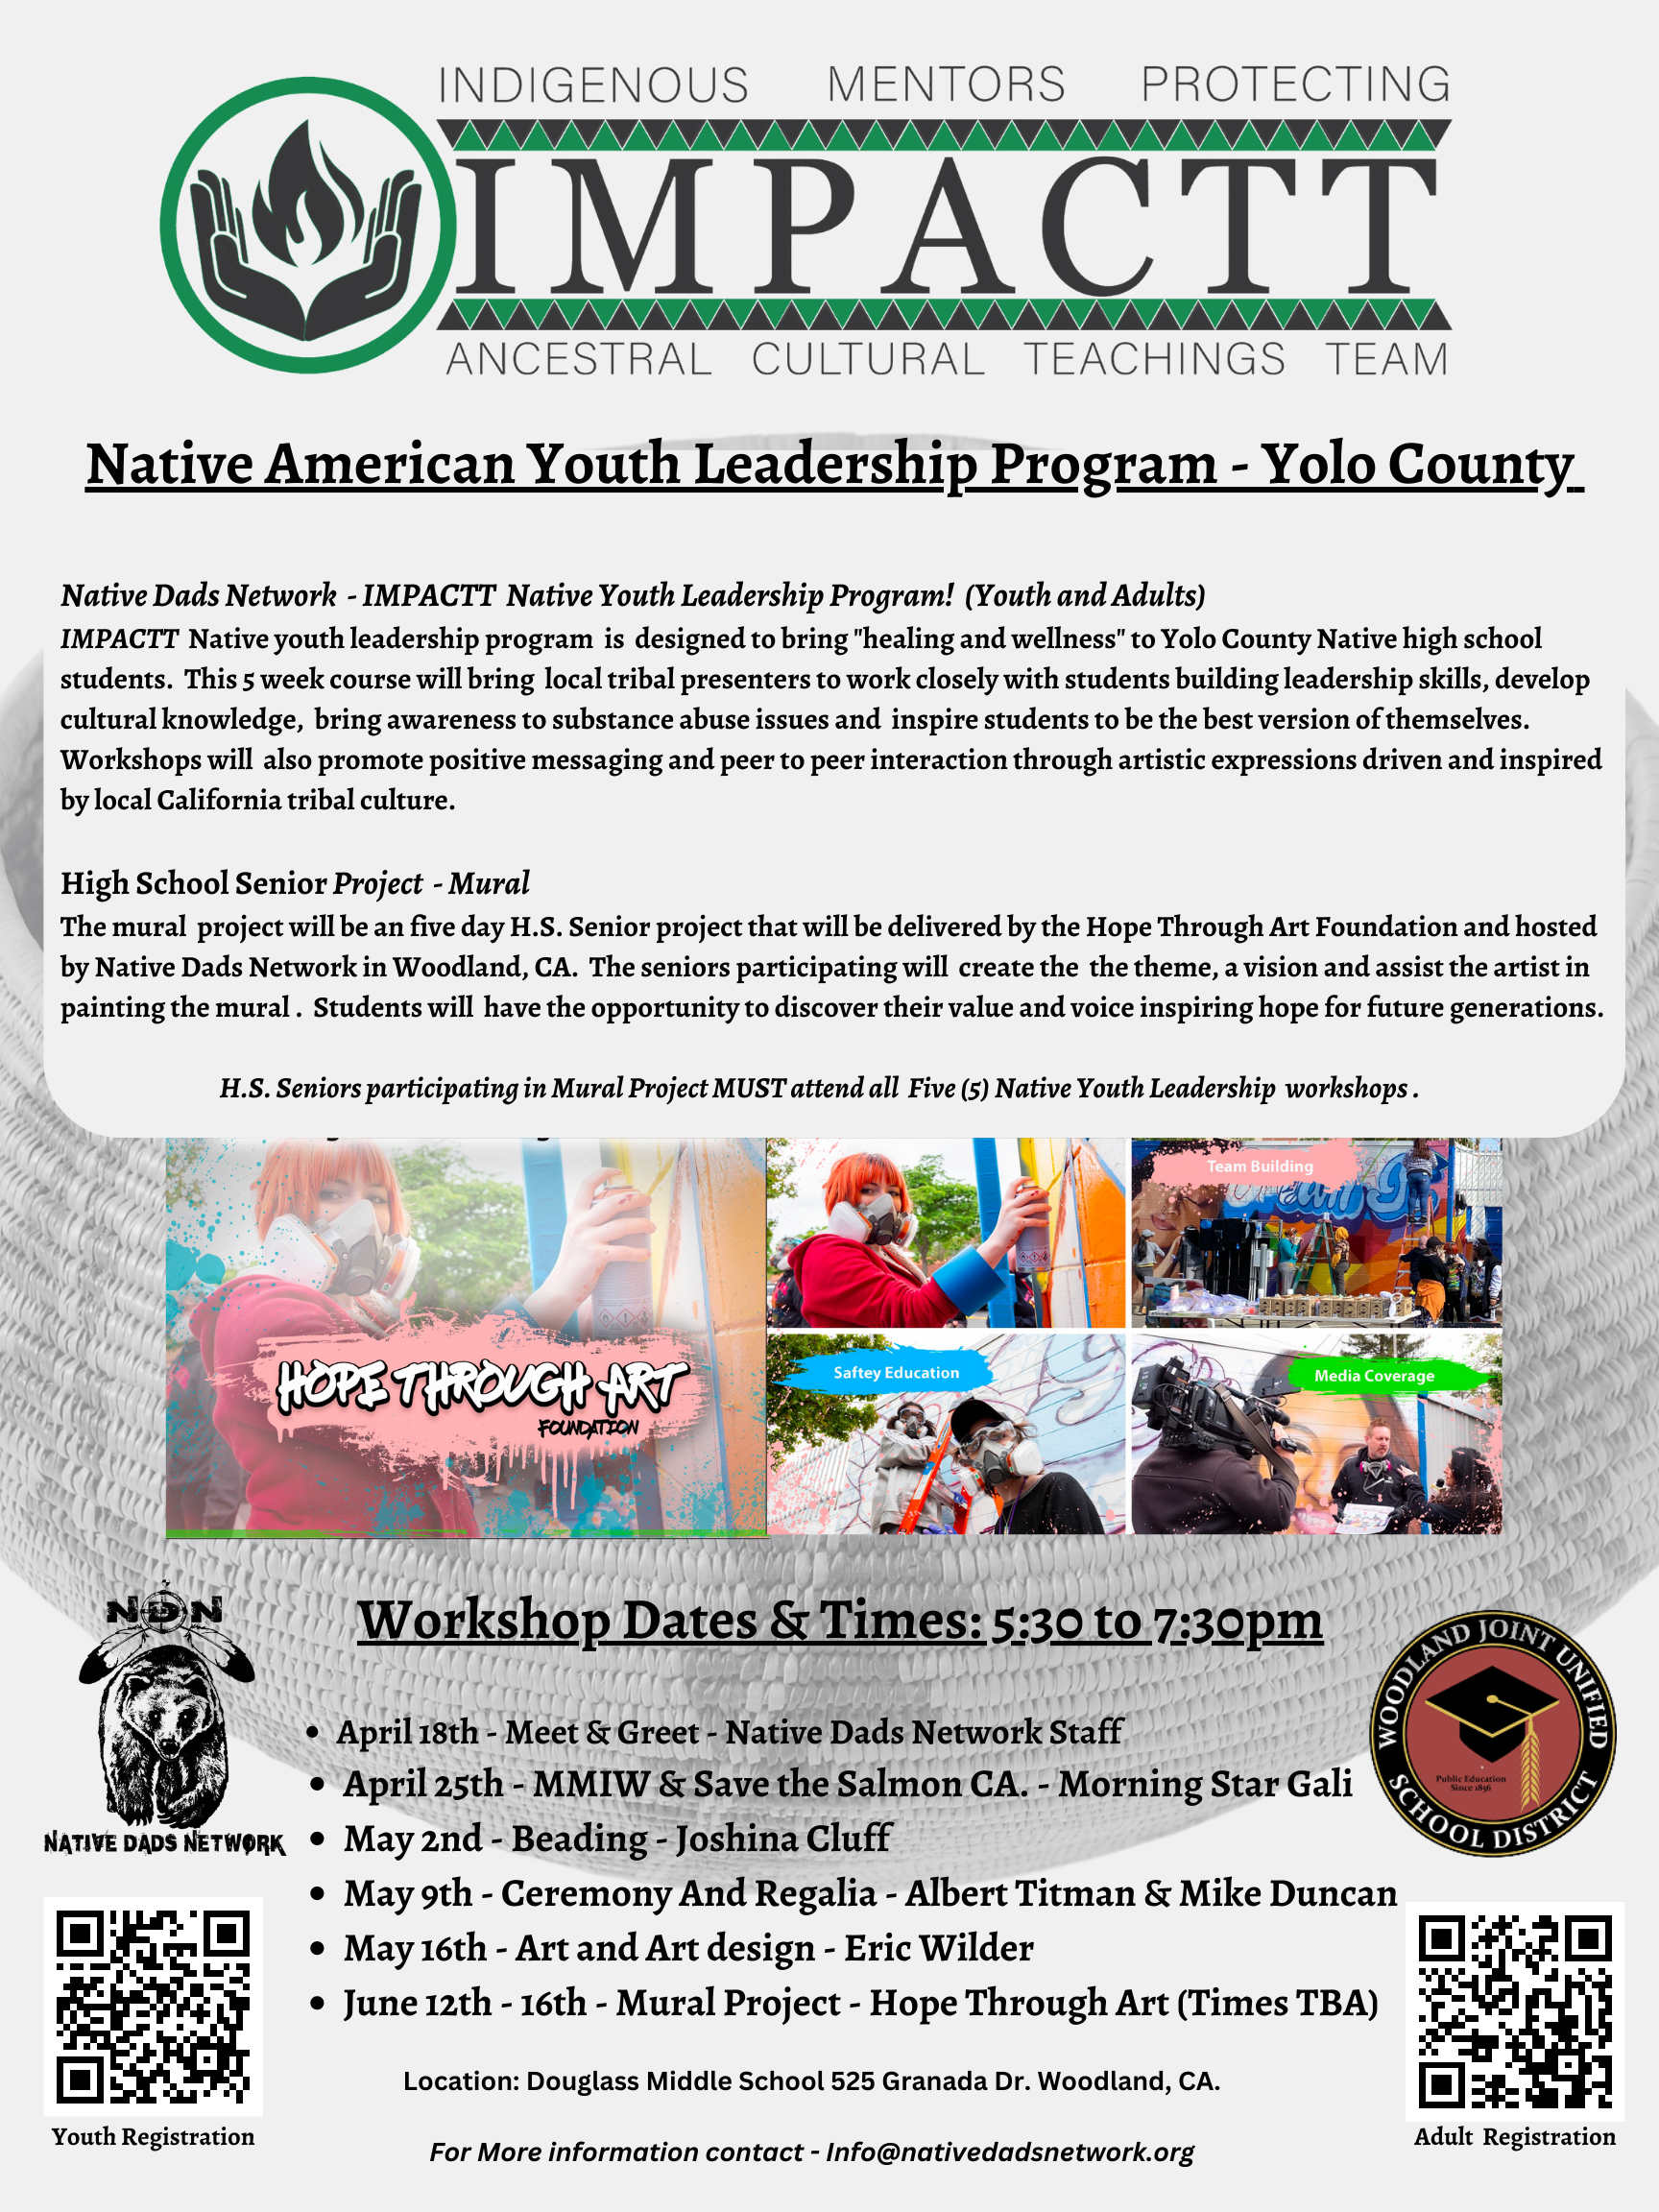 INDIGENOUS MENTORS PROTECTING
IMPACTT
ANCESTRAL CULTURAL TEACHINGS TEAM
Native American Youth Leadership Program - Yolo County
Native Dads Network - IMPACTT Native Youth Leadership Program! (Youth and Adults)
IMPACTT Native youth leadership program is designed to bring "healing and wellness" to Yolo County Native high school
students. This 5 week course will bring local tribal presenters to work closely with students building leadership skills, develop
cultural knowledge, bring awareness to substance abuse issues and inspire students to be the best version of themselves.
Workshops will also promote positive messaging and peer to peer interaction through artistic expressions driven and inspired
by local California tribal culture.
High School Senior Project - Mural
The mural project will be an five day H.S. Senior project that will be delivered by the Hope Through Art Foundation and hosted
by Native Dads Network in Woodland, CA. The seniors participating will create the the theme, a vision and assist the artist in
painting the mural . Students will have the opportunity to discover their value and voice inspiring hope for future generations.
H.S. Seniors participating in Mural Project MUST attend all Five (5) Native Youth Leadership workshops .
Team Building
HOPE THROUGH ART
FOUNDATION
Saftey Education
Media Coverage
NDN
NATIVE DADS NETWORK
Workshop Dates & Times: 5:30 to 7:30pm
WOODLAND JOINT UNIFIED
SCHOOL DISTRICT
Public Education
Since 1896
• April 18th - Meet & Greet - Native Dads Network Staff
• April 25th - MMIW & Save the Salmon CA. - Morning Star Gali
• May 2nd - Beading - Joshina Cluff
• May 9th - Ceremony And Regalia - Albert Titman & Mike Duncan
• May 16th - Art and Art design - Eric Wilder
• June 12th - 16th - Mural Project - Hope Through Art (Times TBA)
Location: Douglass Middle School 525 Granada Dr. Woodland, CA.
Youth Registration
Adult Registration
For More information contact - Info@nativedadsnetwork.org